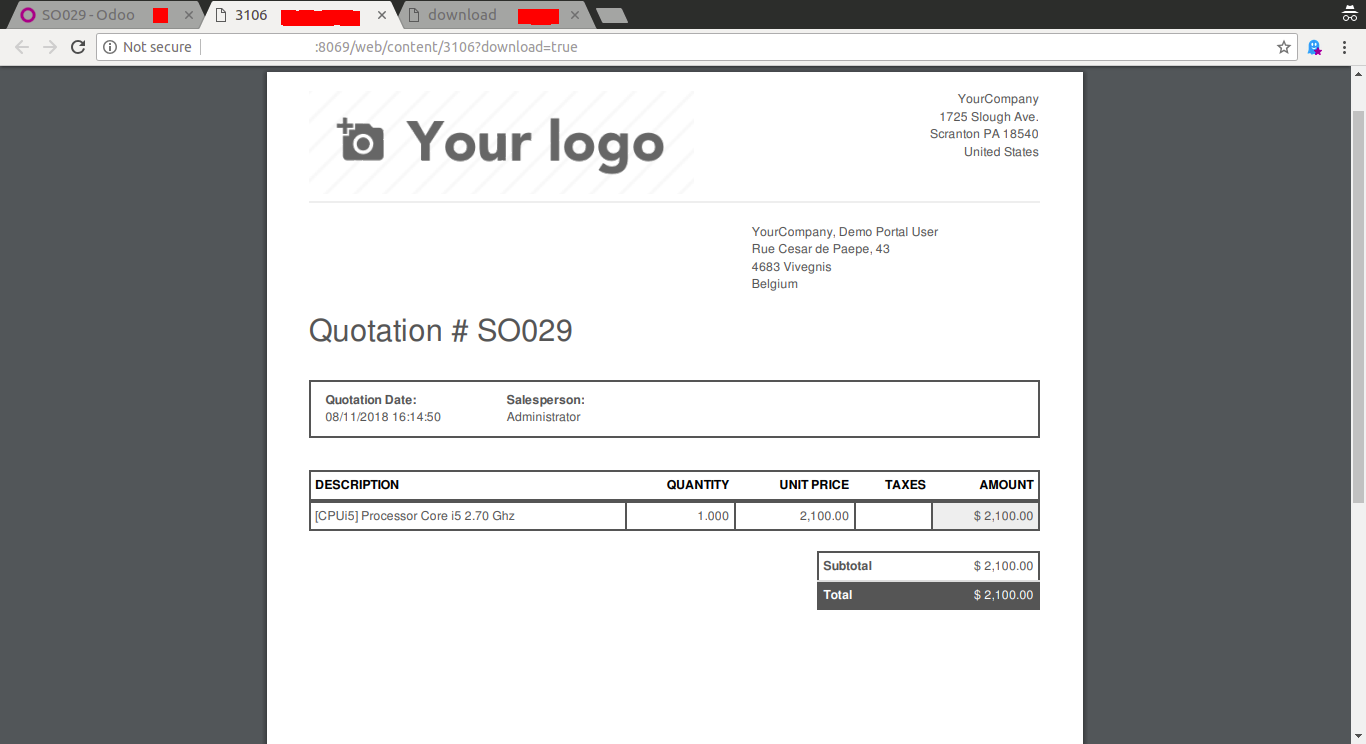 SO029 - Odoo
3106
download
Not secure
:8069/web/content/3106?download=true
Your logo
YourCompany
1725 Slough Ave.
Scranton PA 18540
United States
YourCompany, Demo Portal User
Rue Cesar de Paepe, 43
4683 Vivegnis
Belgium
Quotation # SO029
Quotation Date: Salesperson:
08/11/2018 16:14:50 Administrator
DESCRIPTION QUANTITY UNIT PRICE TAXES AMOUNT
[CPUi5] Processor Core i5 2.70 Ghz 1.000 2,100.00 $ 2,100.00
Subtotal $ 2,100.00
Total $ 2,100.00